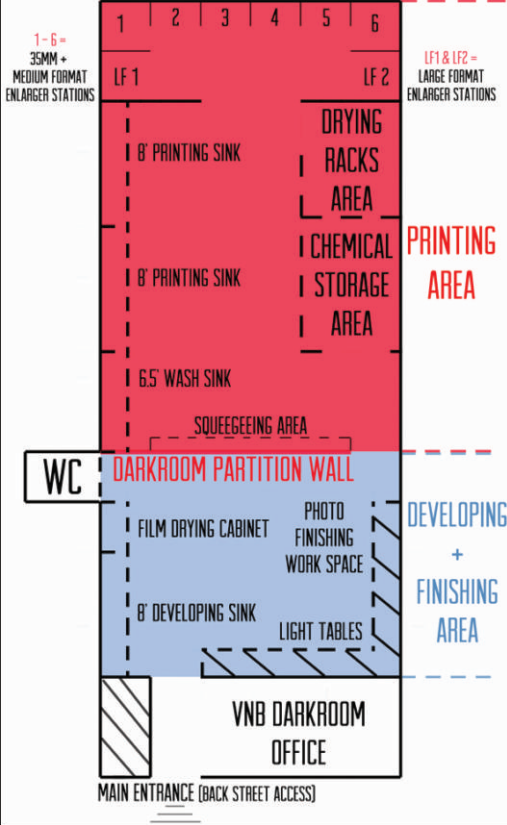 1 2 3 4 5 6
1 - 6 =
35MM +
MEDIUM FORMAT
ENLARGER STATIONS
LF 1
LF 2
LF1 & LF2 =
LARGE FORMAT
ENLARGER STATIONS
8' PRINTING SINK
DRYING
RACKS
AREA
8' PRINTING SINK
CHEMICAL
STORAGE
AREA
PRINTING
AREA
6.5' WASH SINK
SQUEEGEEING AREA
WC
DARKROOM PARTITION WALL
FILM DRYING CABINET
PHOTO
FINISHING
WORK SPACE
8' DEVELOPING SINK
LIGHT TABLES
DEVELOPING
+
FINISHING
AREA
VNB DARKROOM
OFFICE
MAIN ENTRANCE (BACK STREET ACCESS)